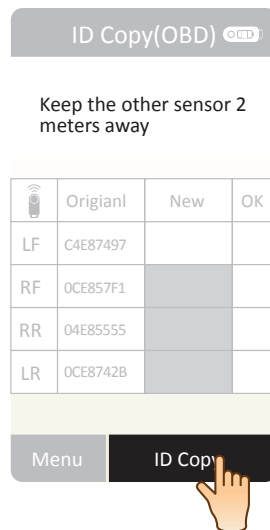 ID Copy(OBD)
Keep the other sensor 2
meters away
Origianl New OK
LF C4E87497
RF 0CE857F1
RR 04E85555
LR 0CE8742B
Menu ID Copy